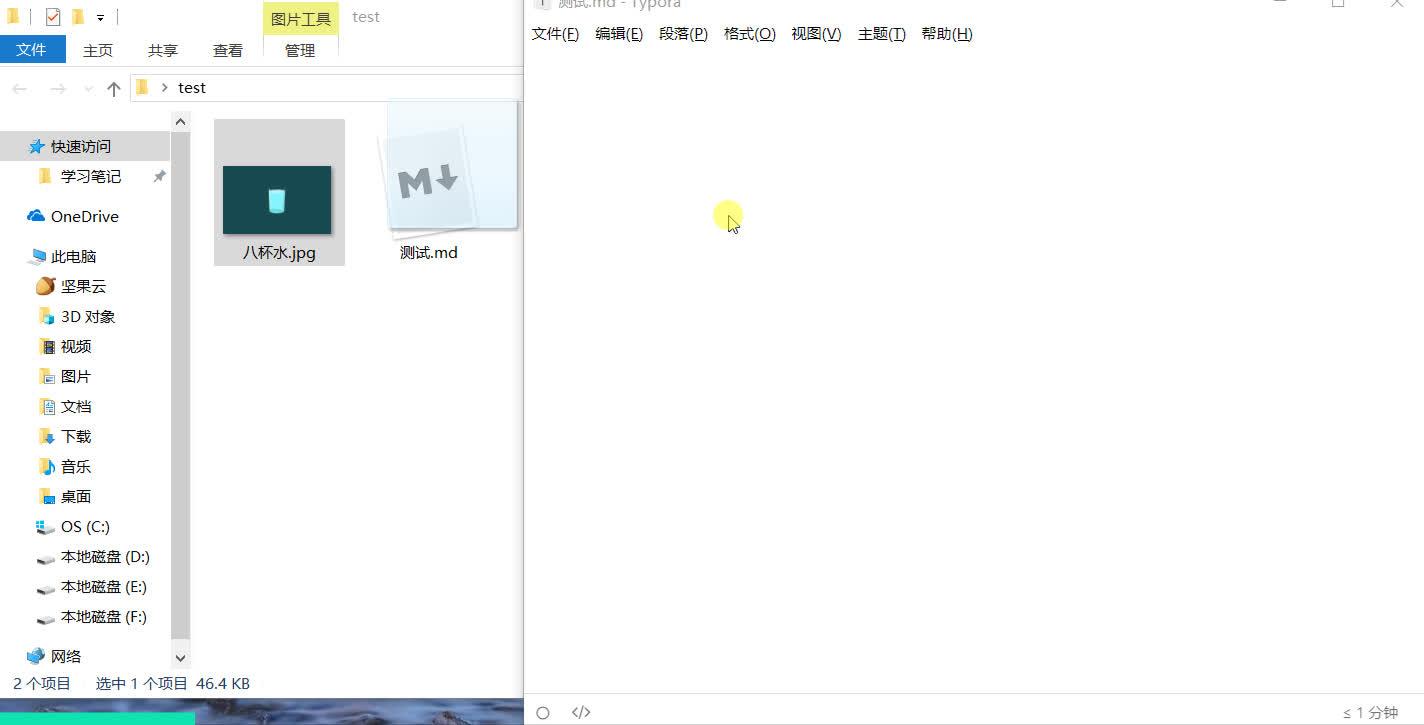 图片工具 test
文件 主页 共享 查看 管理
test
快速访问
学习笔记
OneDrive
此电脑
坚果云
3D 对象
视频
图片
文档
下载
音乐
桌面
OS (C:)
本地磁盘 (D:)
本地磁盘 (E:)
本地磁盘 (F:)
网络
M
八杯水.jpg
测试.md
2 个项目 选中 1 个项目 46.4 KB
测试.md - Typora
文件(F) 编辑(E) 段落(P) 格式(O) 视图(V) 主题(T) 帮助(H)
</>
≤ 1 分钟